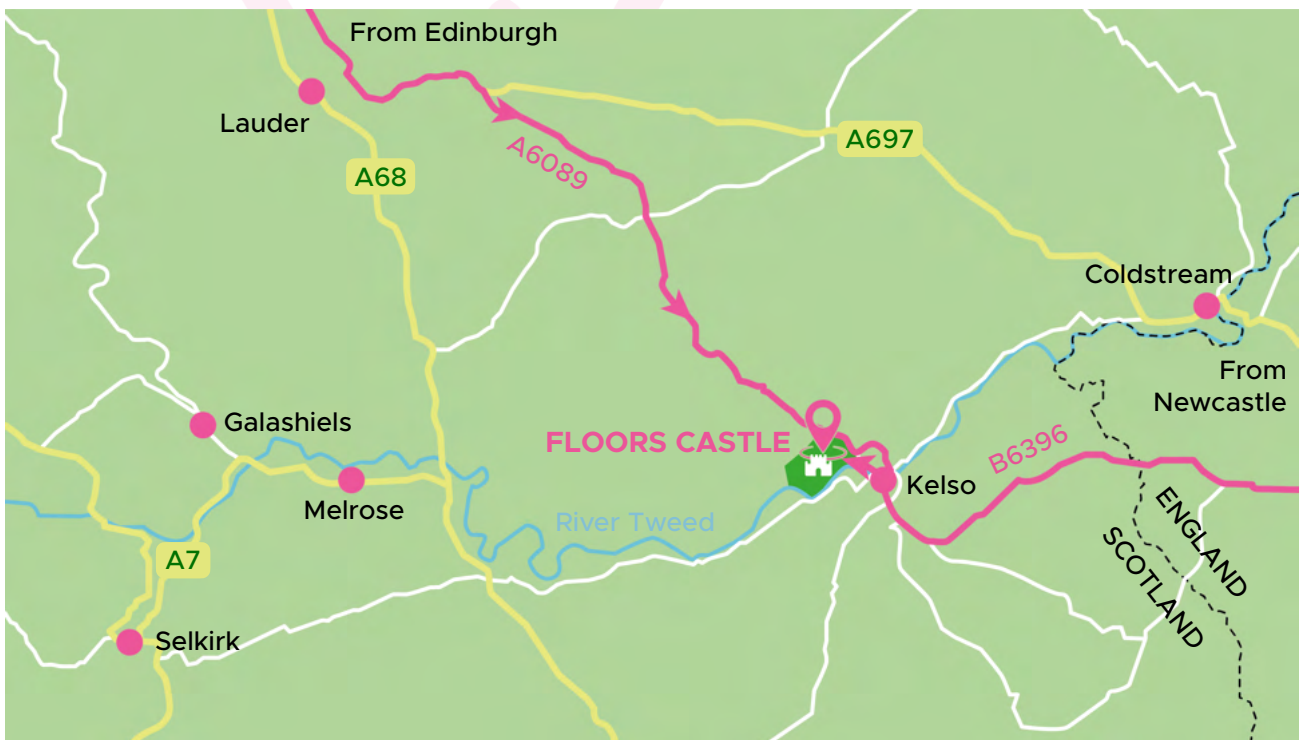 From Edinburgh
Lauder
A6089
A697
A68
Coldstream
From
Newcastle
Galashiels
FLOORS CASTLE
B6396
Kelso
Melrose
River Tweed
ENGLAND
SCOTLAND
A7
Selkirk